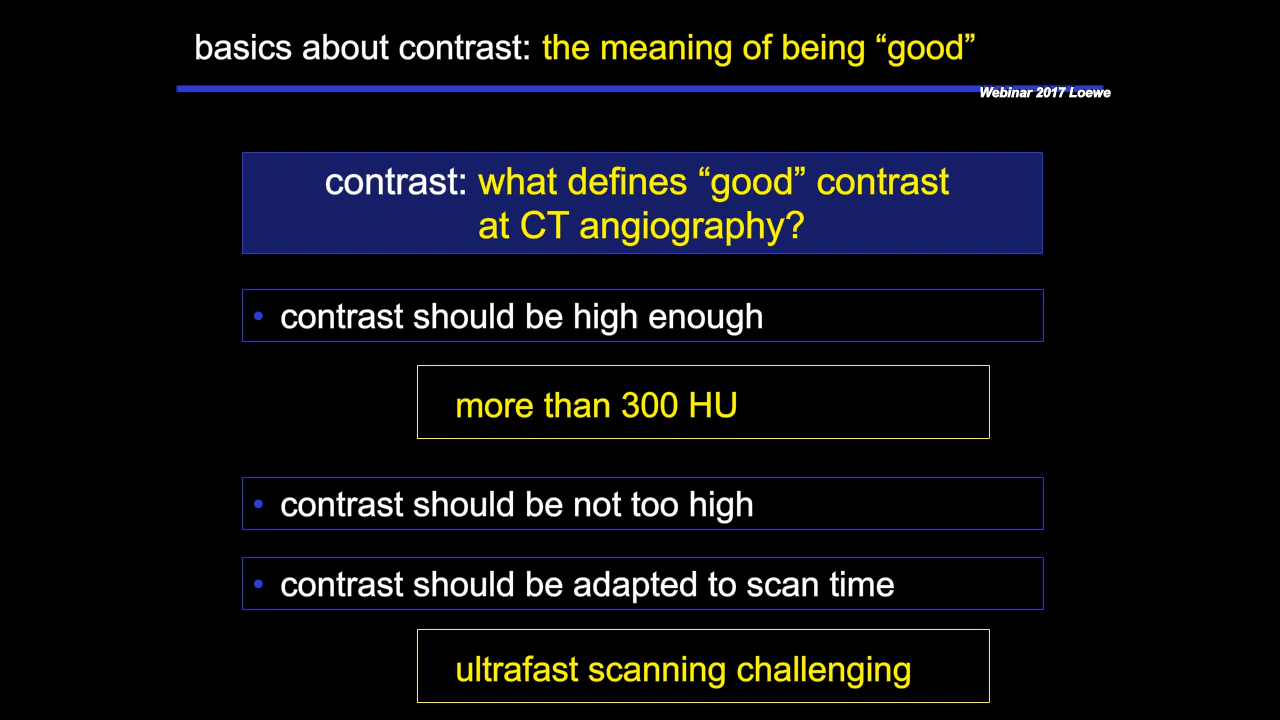 basics about contrast: the meaning of being “good”
Webinar 2017 Loewe
contrast: what defines “good” contrast
at CT angiography?
• contrast should be high enough
more than 300 HU
• contrast should be not too high
• contrast should be adapted to scan time
ultrafast scanning challenging